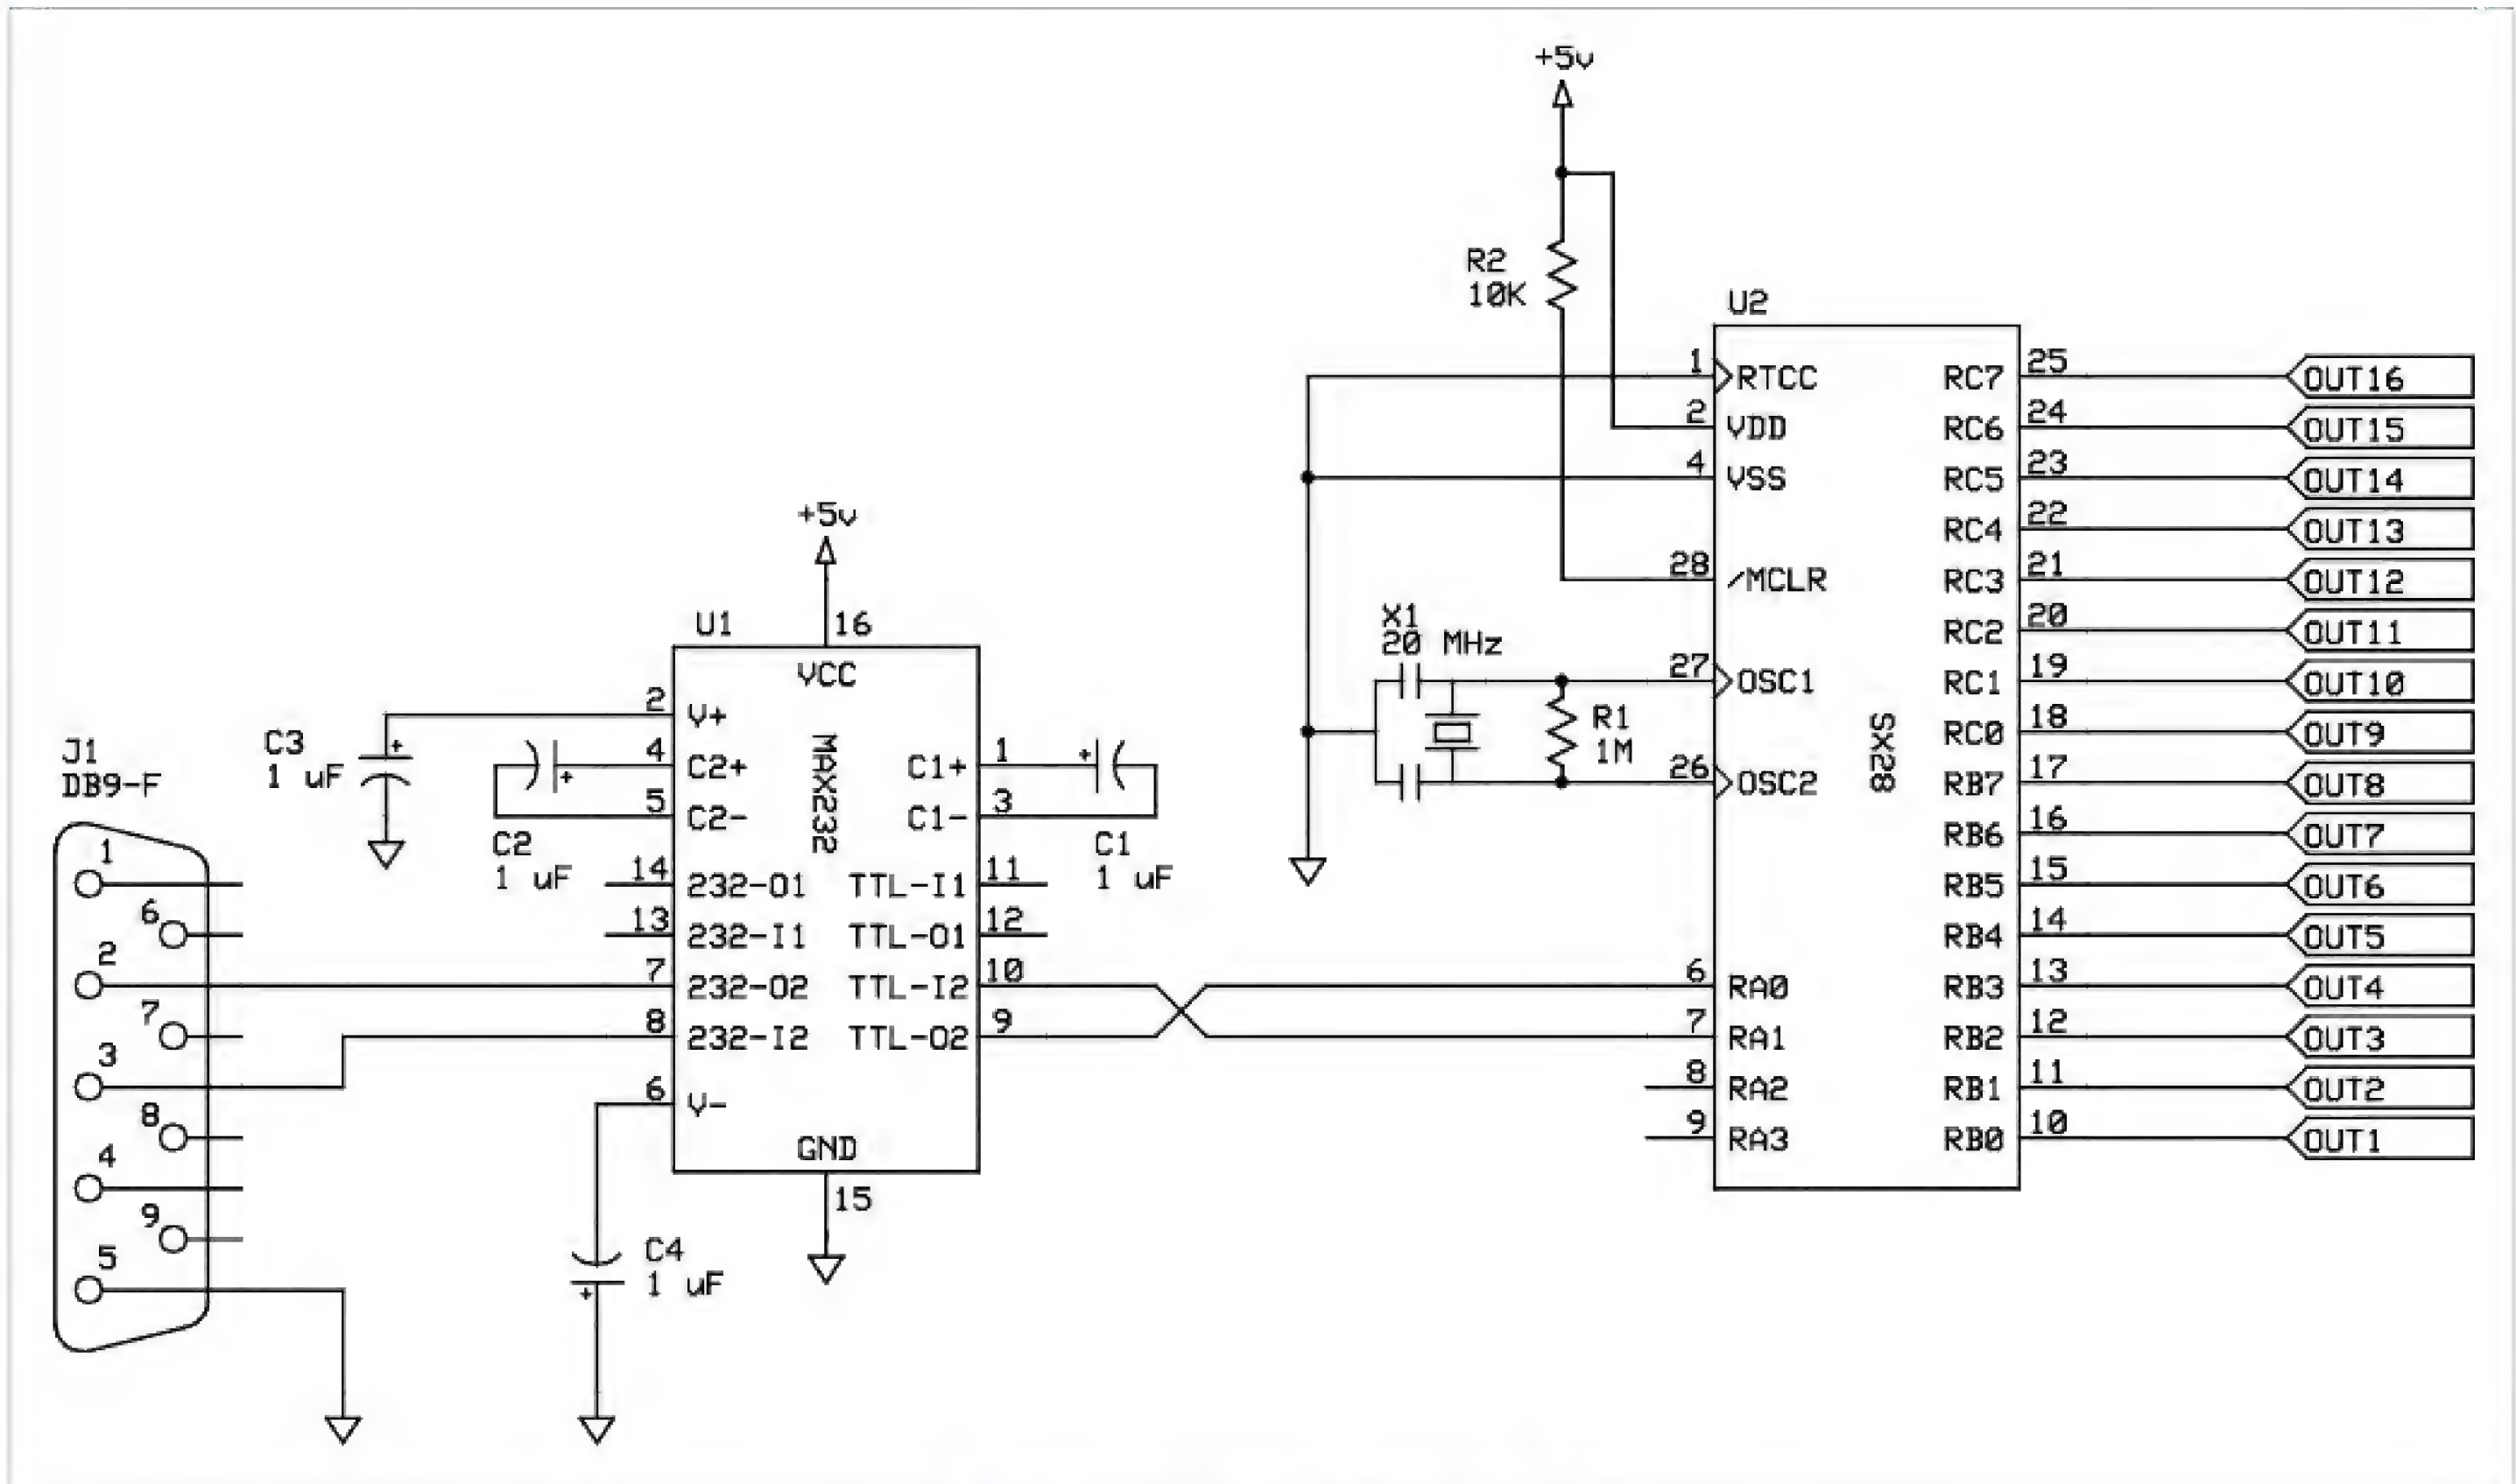 +5v
R2
10K
U2
1
RTCC
2
VDD
4
VSS
28
/MCLR
X1
20 MHz
27
OSC1
R1
1M
26
OSC2
SX28
6
RA0
7
RA1
8
RA2
9
RA3
RC7
25
OUT16
RC6
24
OUT15
RC5
23
OUT14
RC4
22
OUT13
RC3
21
OUT12
RC2
20
OUT11
RC1
19
OUT10
RC0
18
OUT9
RB7
17
OUT8
RB6
16
OUT7
RB5
15
OUT6
RB4
14
OUT5
RB3
13
OUT4
RB2
12
OUT3
RB1
11
OUT2
RB0
10
OUT1
+5v
U1
16
VCC
MAX232
2
V+
4
C2+
5
C2-
14
232-O1
13
232-I1
7
232-O2
8
232-I2
6
V-
C1+
1
C1-
3
TTL-I1
11
TTL-O1
12
TTL-I2
10
TTL-O2
9
GND
15
C3
1 uF
+
C2
1 uF
+
C1
1 uF
+
C4
1 uF
+
J1
DB9-F
1
6
2
7
3
8
4
9
5